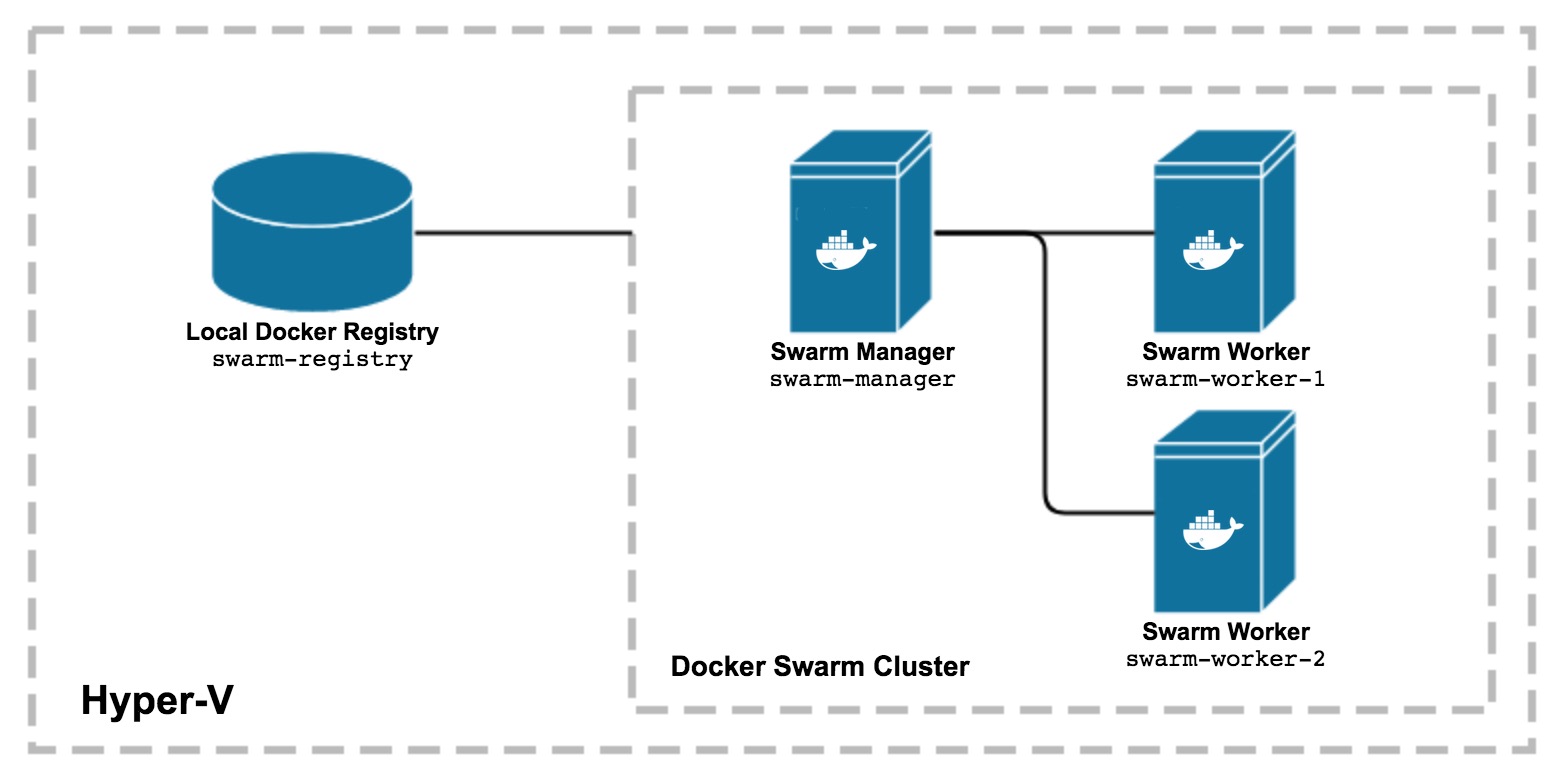 Local Docker Registry
swarm-registry
Swarm Manager
swarm-manager
Swarm Worker
swarm-worker-1
Swarm Worker
swarm-worker-2
Docker Swarm Cluster
Hyper-V